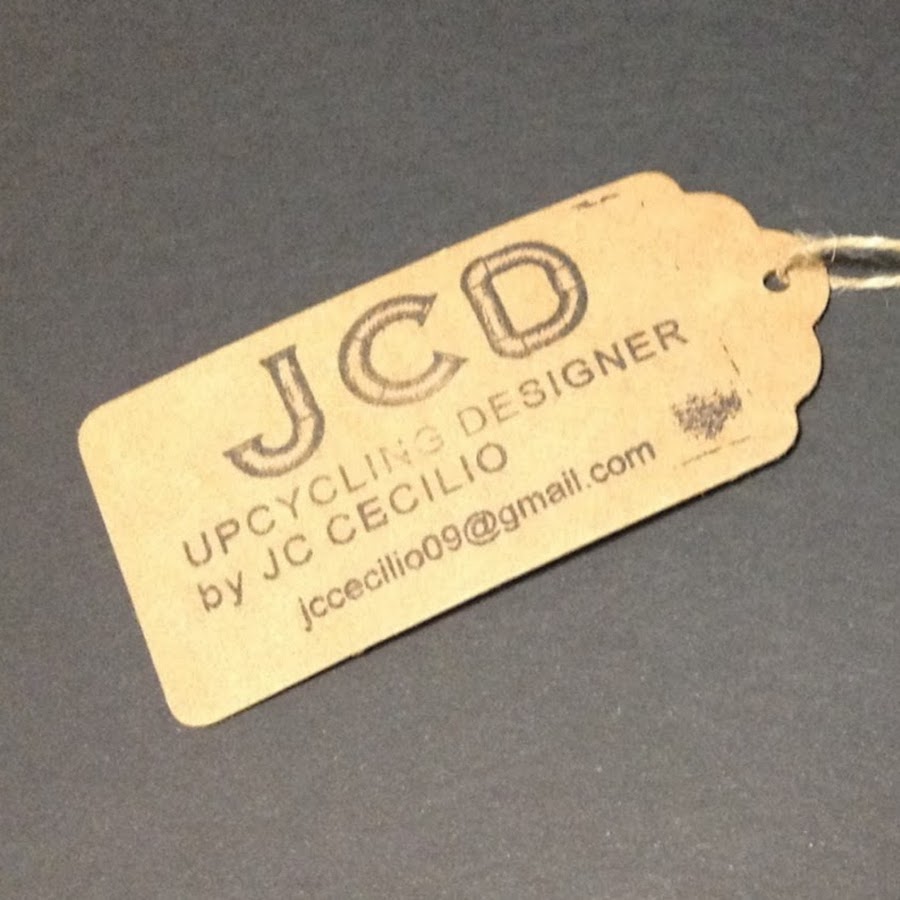 JCD
UPCYCLING DESIGNER
by JC CECILIO
jccecilio09@gmail.com